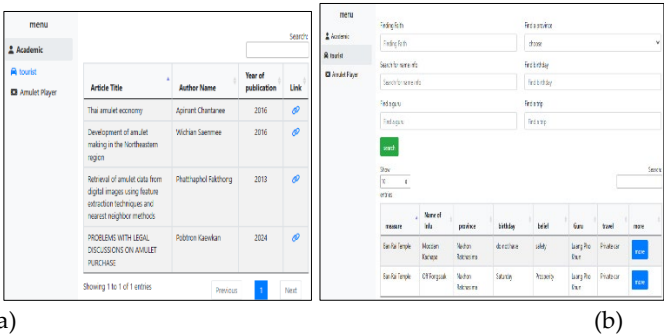 menu
Academic
tourist
Amulet Player
Search:
Article Title
Author Name
Year of publication
Link
Thai amulet economy
Apinant Chantanee
2016
Development of amulet making in the Northeastern region
Wichian Saenmee
2016
Retrieval of amulet data from digital images using feature extraction techniques and nearest neighbor methods
Phatthaphol Fakthong
2013
PROBLEMS WITH LEGAL DISCUSSIONS ON AMULET PURCHASE
Pobtron Kaewkan
2024
Showing 1 to 1 of 1 entries
Previous
1
Next
a)
menu
Academic
tourist
Amulet Player
Finding Faith
Find a province
Finding Faith
choose
Search for name info
Find birthday
Search for name info
Find birthday
Find a guru
Find a trip
Find a guru
Find a trip
search
Show
10
entries
Search:
measure
Name of Info
province
birthday
belief
Guru
travel
more
Ban Rai Temple
Nakhon
safety
Luang Pho Khun
Private car
more
Ban Rai Temple
Nakhon
Saturday
Prosperity
Luang Pho Khun
Private car
more
(b)